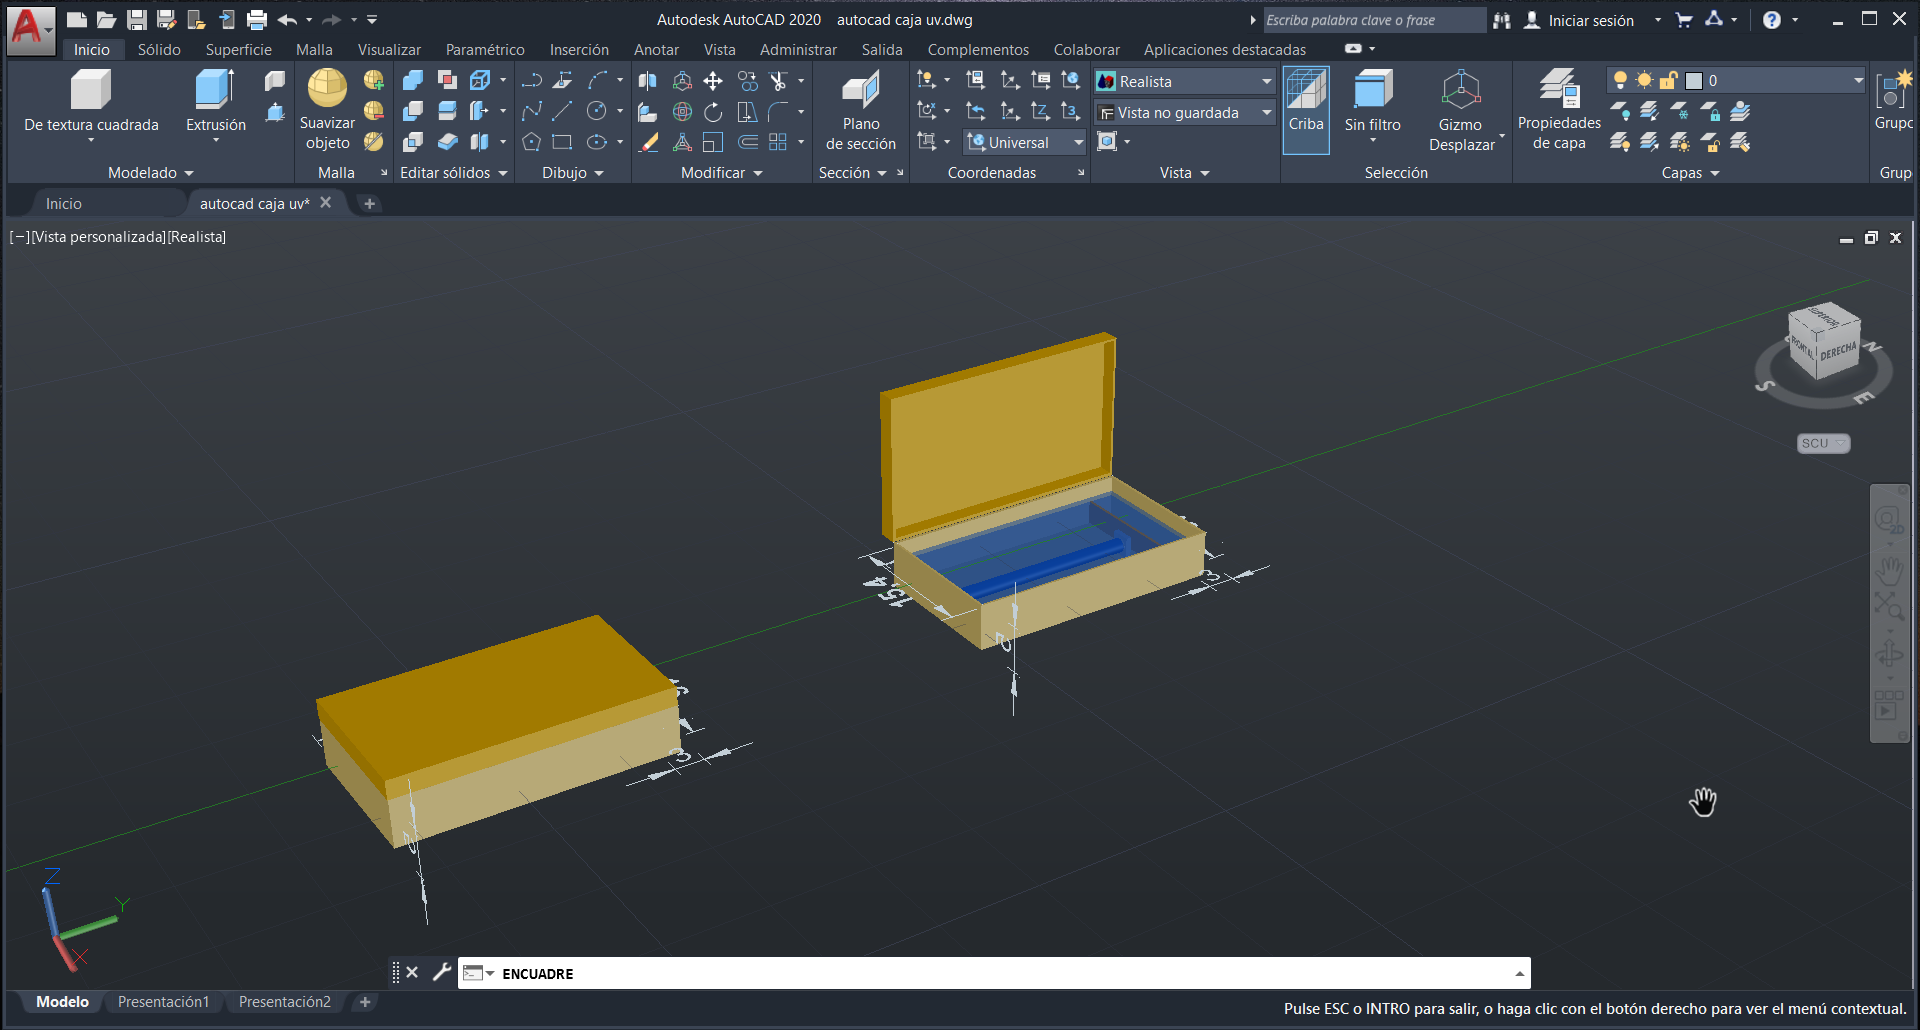 Autodesk AutoCAD 2020 autocad caja uv.dwg
Escriba palabra clave o frase
Iniciar sesión
Inicio Sólido Superficie Malla Visualizar Paramétrico Inserción Anotar Vista Administrar Salida Complementos Colaborar Aplicaciones destacadas
De textura cuadrada
Extrusión
Modelado
Suavizar
objeto
Malla
Editar sólidos
Dibujo
Modificar
Plano
de sección
Sección
Universal
Coordenadas
Realista
Vista no guardada
Vista
Criba
Sin filtro
Gizmo
Desplazar
Selección
Propiedades
de capa
0
Capas
Grupo
Grup
Inicio
autocad caja uv*
[−][Vista personalizada][Realista]
SUPERIOR
FRONTAL
DERECHA
N
S
E
SCU
2D
15
3
Z
Y
X
ENCUADRE
Modelo Presentación1 Presentación2
Pulse ESC o INTRO para salir, o haga clic con el botón derecho para ver el menú contextual.